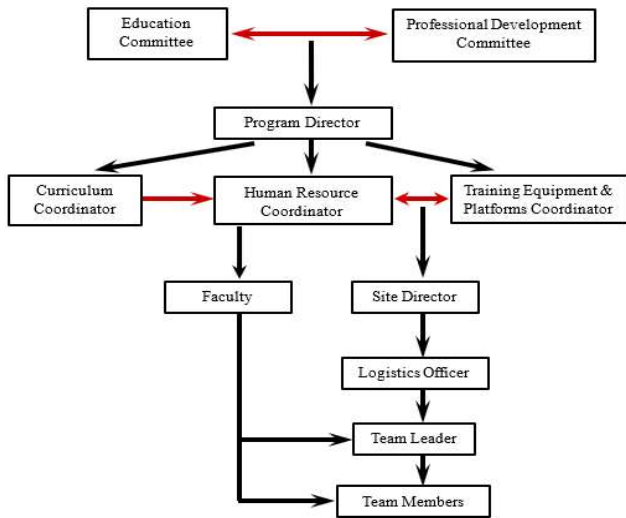 Education
Committee
Professional Development
Committee
Program Director
Curriculum
Coordinator
Human Resource
Coordinator
Training Equipment &
Platforms Coordinator
Faculty
Site Director
Logistics Officer
Team Leader
Team Members